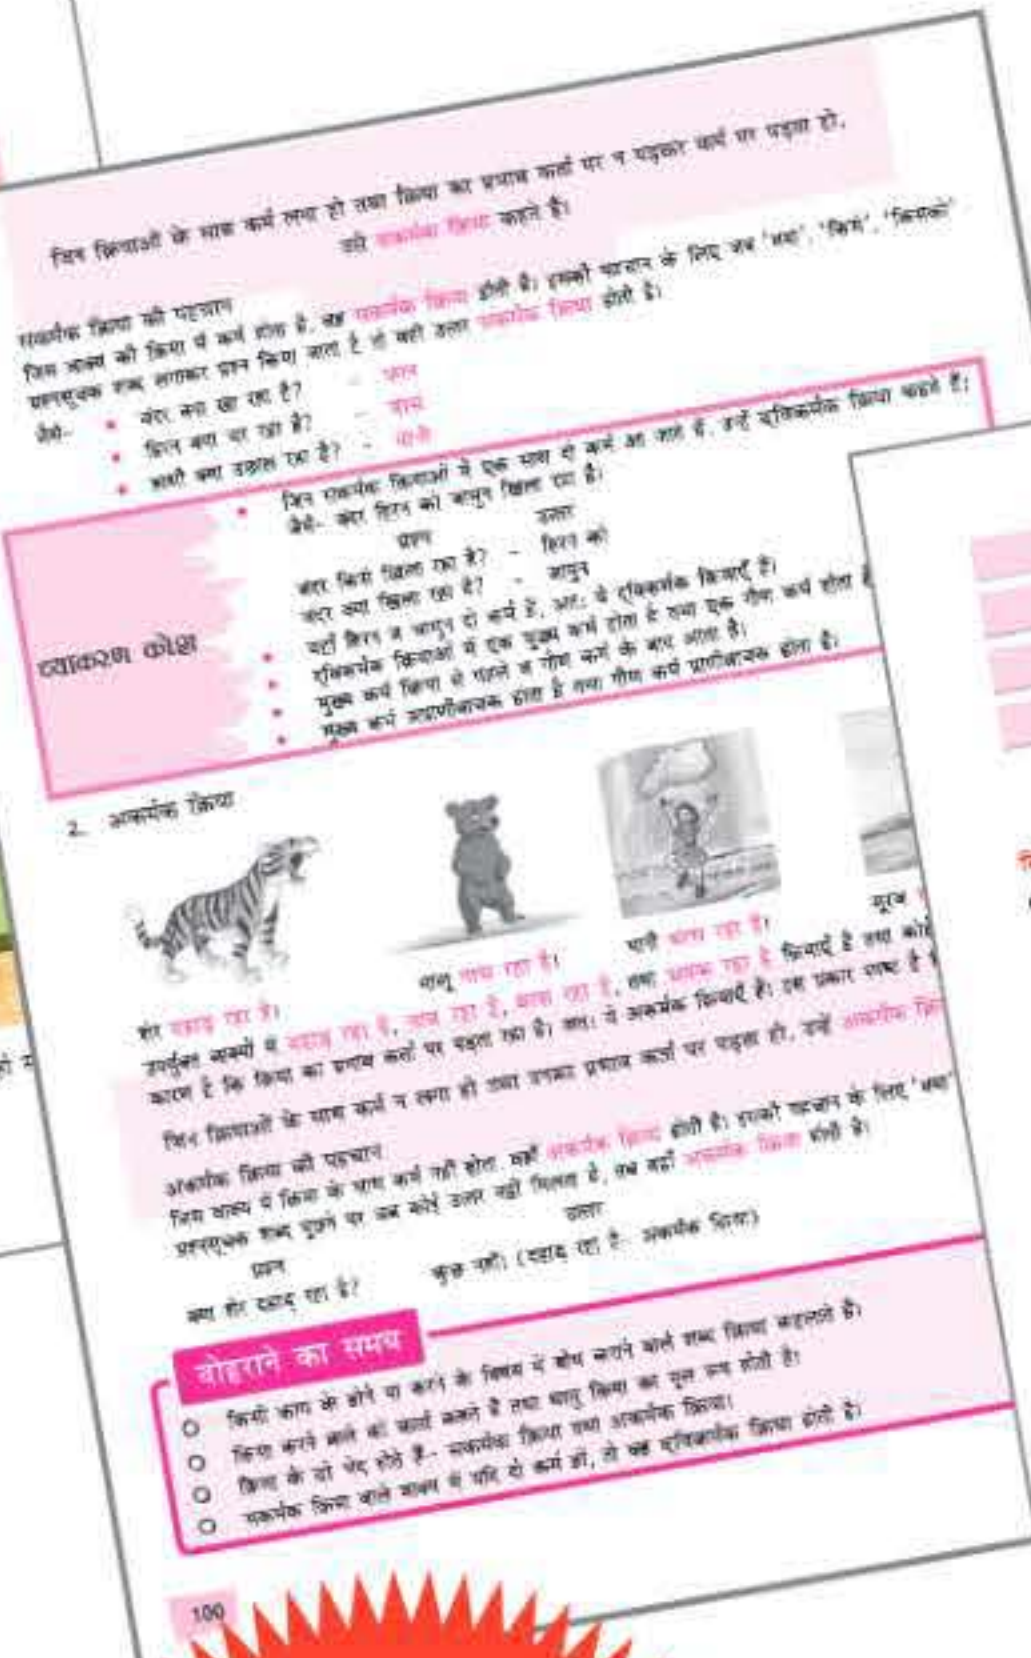 जिन क्रियाओं के साथ कर्म लगा हो तथा क्रिया का प्रभाव कर्ता पर न पड़कर कर्म पर पड़ता हो,
उसे सकर्मक क्रिया कहते हैं।
सकर्मक क्रिया की पहचान
जिस वाक्य की क्रिया में कर्म होता है, वह सकर्मक क्रिया होती है। इसकी पहचान के लिए जब 'क्या', 'किसे', 'किसको'
प्रश्नसूचक शब्द लगाकर प्रश्न किया जाता है तो वहाँ उत्तर सकर्मक क्रिया होती है।
जैसे- • बंदर क्या खा रहा है? - फल
• हिरन क्या चर रहा है? - घास
• हाथी क्या उछाल रहा है? - पानी
व्याकरण कोश
• जिन सकर्मक क्रियाओं में एक साथ दो कर्म आ जाते हैं, उन्हें द्विकर्मक क्रिया कहते हैं;
जैसे- बंदर हिरन को जामुन खिला रहा है।
प्रश्न उत्तर
बंदर किसे खिला रहा है? - हिरन को
बंदर क्या खिला रहा है? - जामुन
• यहाँ हिरन व जामुन दो कर्म हैं, अतः ये द्विकर्मक क्रियाएँ हैं।
• द्विकर्मक क्रियाओं में एक मुख्य कर्म होता है तथा एक गौण कर्म होता है
• मुख्य कर्म क्रिया से पहले व गौण कर्म के बाद आता है।
• मुख्य कर्म अप्राणीवाचक होता है तथा गौण कर्म प्राणीवाचक होता है।
2. अकर्मक क्रिया
शेर दहाड़ रहा है।
भालू नाच रहा है।
पानी बरस रहा है।
सूरज
उपर्युक्त वाक्यों में दहाड़ रहा है, नाच रहा है, बरस रहा है, तथा चमक रहा है क्रियाएँ हैं तथा कोई
कारण है कि क्रिया का प्रभाव कर्ता पर पड़ता रहा है। अतः ये अकर्मक क्रियाएँ हैं। इस प्रकार स्पष्ट है
जिन क्रियाओं के साथ कर्म न लगा हो तथा उनका प्रभाव कर्ता पर पड़ता हो, उन्हें अकर्मक
अकर्मक क्रिया की पहचान
जिस वाक्य में क्रिया के साथ कर्म नहीं होता वहाँ अकर्मक क्रिया होती है। इसकी पहचान के लिए 'क्या'
प्रश्नसूचक शब्द पूछने पर जब कोई उत्तर नहीं मिलता है, तब वहाँ अकर्मक क्रिया होती है।
प्रश्न उत्तर
क्या शेर दहाड़ रहा है? कुछ नहीं। (दहाड़ रहा है- अकर्मक क्रिया)
दोहराने का समय
किसी काम के होने या करने के विषय में बोध कराने वाले शब्द क्रिया कहलाते हैं।
क्रिया करने वाले को कर्ता कहते हैं तथा धातु क्रिया का मूल रूप होती है।
क्रिया के दो भेद होते हैं- सकर्मक क्रिया तथा अकर्मक क्रिया।
सकर्मक क्रिया वाले वाक्य में यदि दो कर्म हों, तो वह द्विकर्मक क्रिया होती है।
100